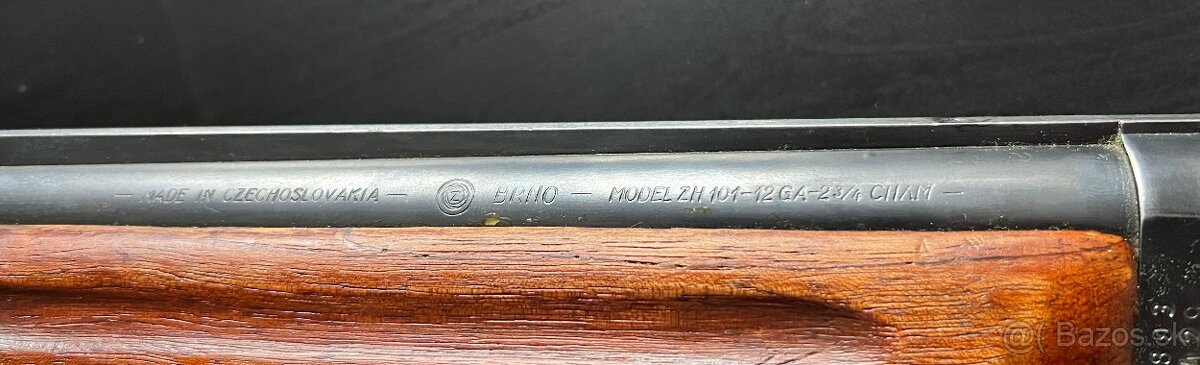 — MADE IN CZECHOSLOVAKIA — Z BRNO — MODEL ZH 101-12 GA-2 3/4 CHAM —
Bazos.sk